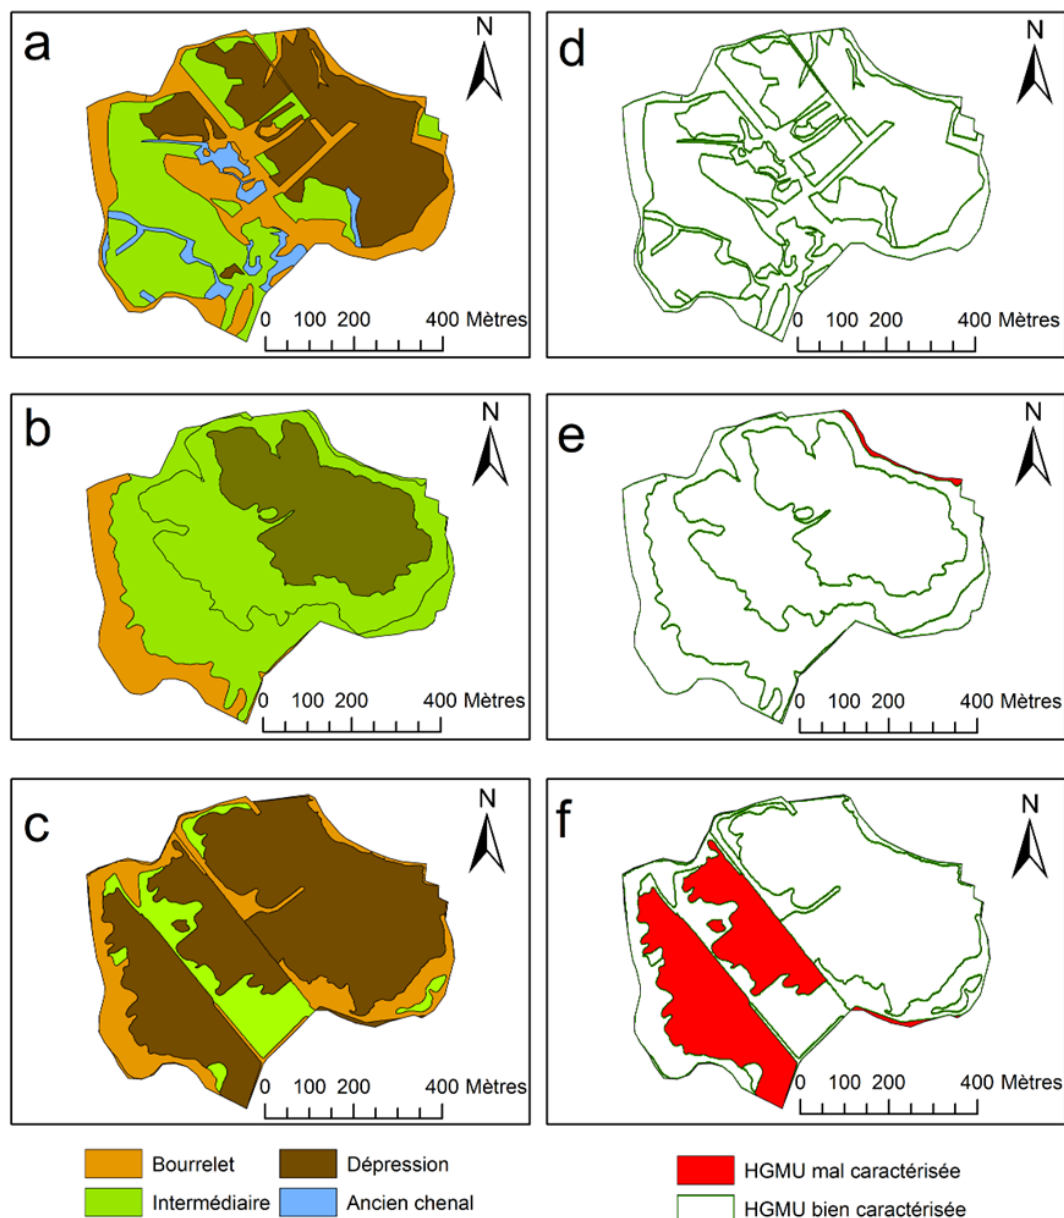 a
N
0 100 200 400 Mètres
d
N
0 100 200 400 Mètres
b
N
0 100 200 400 Mètres
e
N
0 100 200 400 Mètres
c
N
0 100 200 400 Mètres
f
N
0 100 200 400 Mètres
Bourrelet
Dépression
HGMU mal caractérisée
Intermédiaire
Ancien chenal
HGMU bien caractérisée